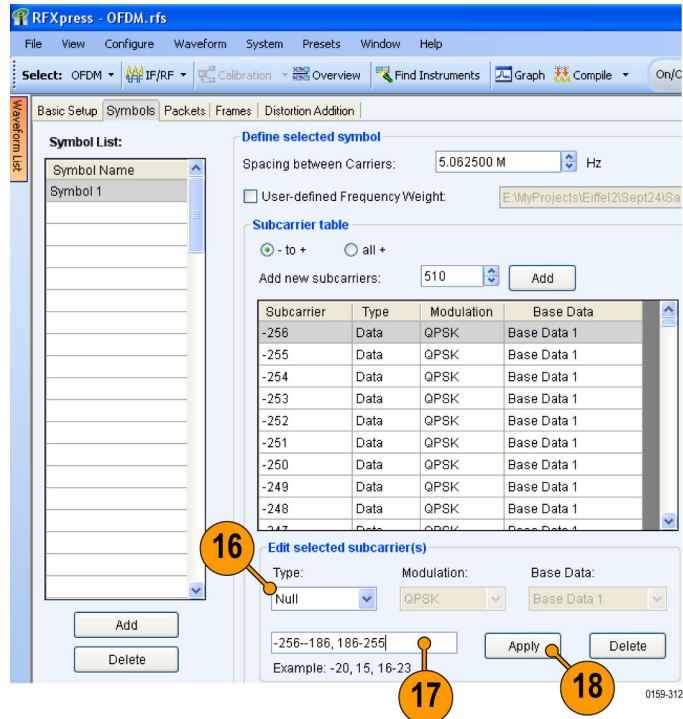 RFXpress - OFDM.rfs
File View Configure Waveform System Presets Window Help
Select: OFDM IF/RF Calibration Overview Find Instruments Graph Compile On/O
Waveform List
Basic Setup Symbols Packets Frames Distortion Addition
Symbol List:
Symbol Name
Symbol 1
Add
Delete
Define selected symbol
Spacing between Carriers: 5.062500 M Hz
User-defined Frequency Weight: E:\MyProjects\Eiffel2\Sept24\Sa
Subcarrier table
- to + all +
Add new subcarriers: 510 Add
Subcarrier Type Modulation Base Data
-256 Data QPSK Base Data 1
-255 Data QPSK Base Data 1
-254 Data QPSK Base Data 1
-253 Data QPSK Base Data 1
-252 Data QPSK Base Data 1
-251 Data QPSK Base Data 1
-250 Data QPSK Base Data 1
-249 Data QPSK Base Data 1
-248 Data QPSK Base Data 1
-247 Data QPSK Base Data 1
Edit selected subcarrier(s)
16
Type: Modulation: Base Data:
Null QPSK Base Data 1
-256--186, 186-255 Apply Delete
Example: -20, 15, 16-23
17
18
0159-312